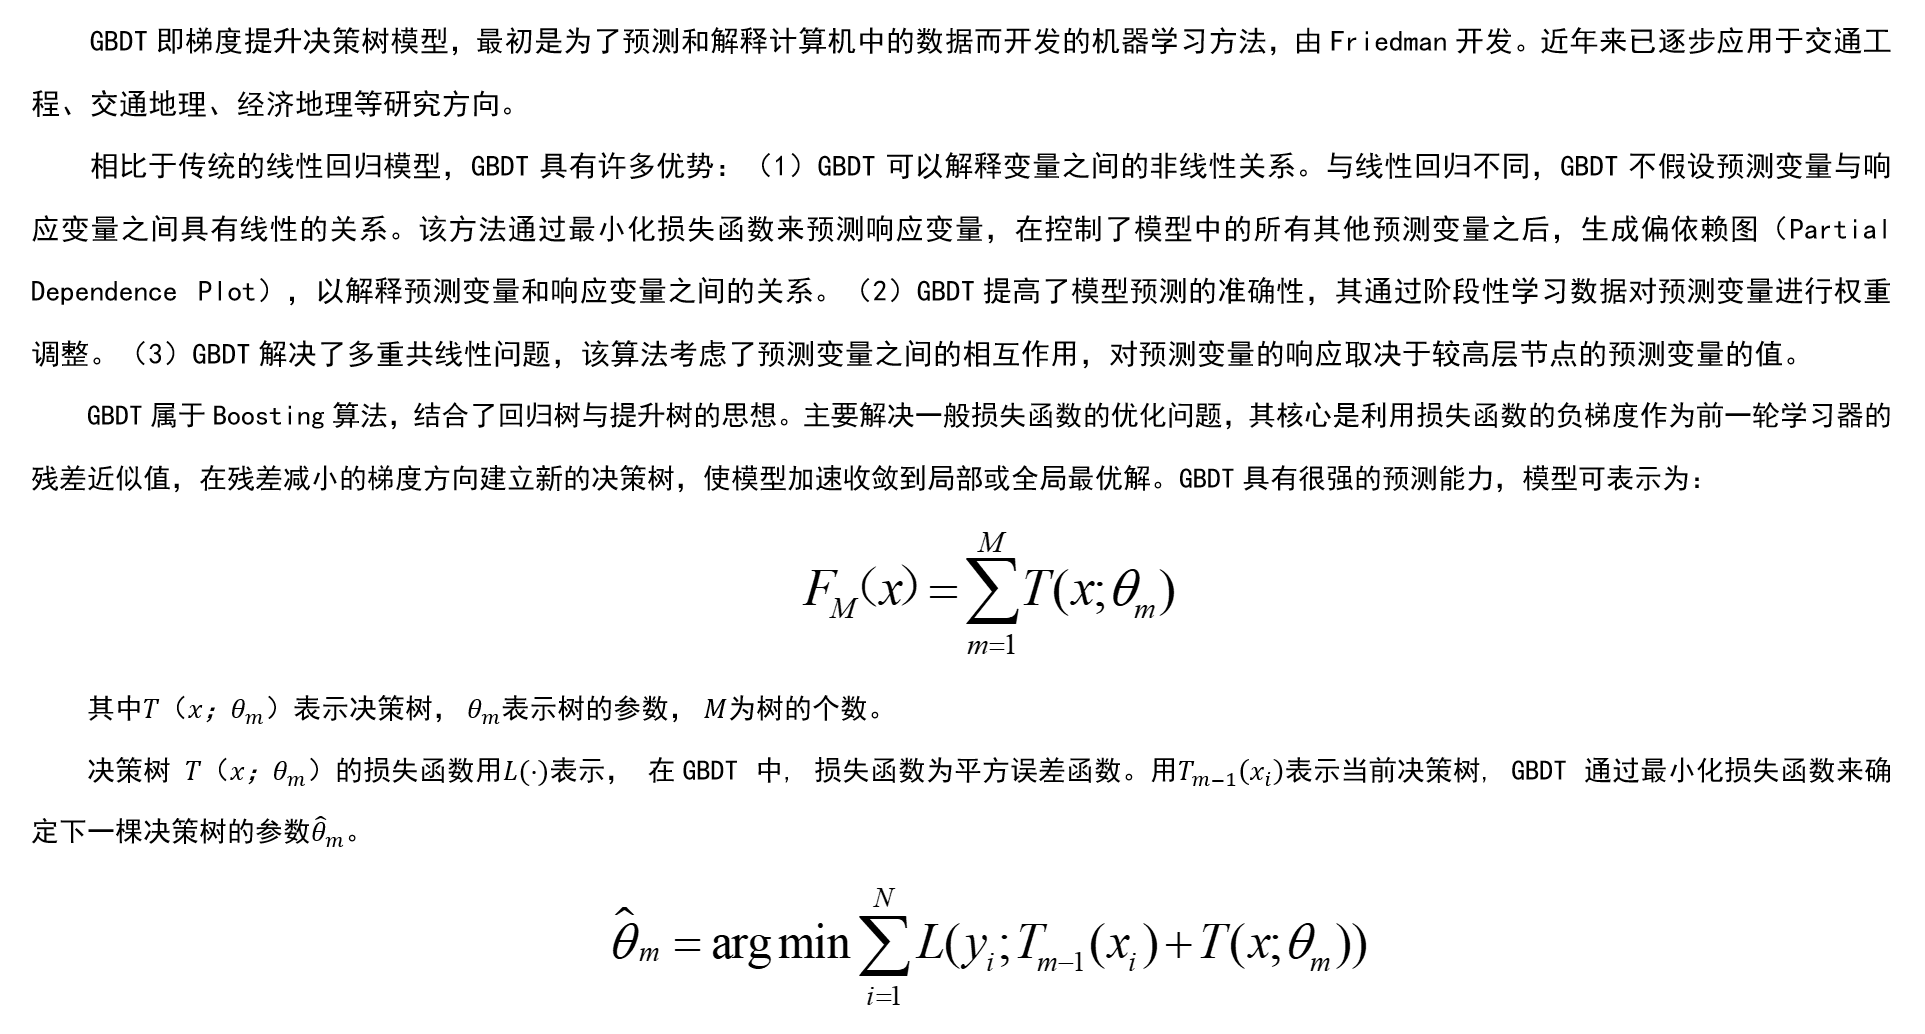 GBDT 即梯度提升决策树模型，最初是为了预测和解释计算机中的数据而开发的机器学习方法，由 Friedman 开发。近年来已逐步应用于交通工
程、交通地理、经济地理等研究方向。
相比于传统的线性回归模型，GBDT 具有许多优势：（1）GBDT 可以解释变量之间的非线性关系。与线性回归不同，GBDT 不假设预测变量与响
应变量之间具有线性的关系。该方法通过最小化损失函数来预测响应变量，在控制了模型中的所有其他预测变量之后，生成偏依赖图（Partial
Dependence Plot），以解释预测变量和响应变量之间的关系。（2）GBDT 提高了模型预测的准确性，其通过阶段性学习数据对预测变量进行权重
调整。（3）GBDT 解决了多重共线性问题，该算法考虑了预测变量之间的相互作用，对预测变量的响应取决于较高层节点的预测变量的值。
GBDT 属于 Boosting 算法，结合了回归树与提升树的思想。主要解决一般损失函数的优化问题，其核心是利用损失函数的负梯度作为前一轮学习器的
残差近似值，在残差减小的梯度方向建立新的决策树，使模型加速收敛到局部或全局最优解。GBDT 具有很强的预测能力，模型可表示为：
F_M(x) = \sum_{m=1}^{M} T(x;θ_m)
其中T（x；θ_m）表示决策树， θ_m表示树的参数， M为树的个数。
决策树 T（x；θ_m）的损失函数用L(·)表示， 在 GBDT 中, 损失函数为平方误差函数。用T_{m−1}(x_i)表示当前决策树, GBDT 通过最小化损失函数来确
定下一棵决策树的参数\hat{θ}_m。
\hat{θ}_m = arg min \sum_{i=1}^{N} L(y_i;T_{m−1}(x_i)+T(x;θ_m))